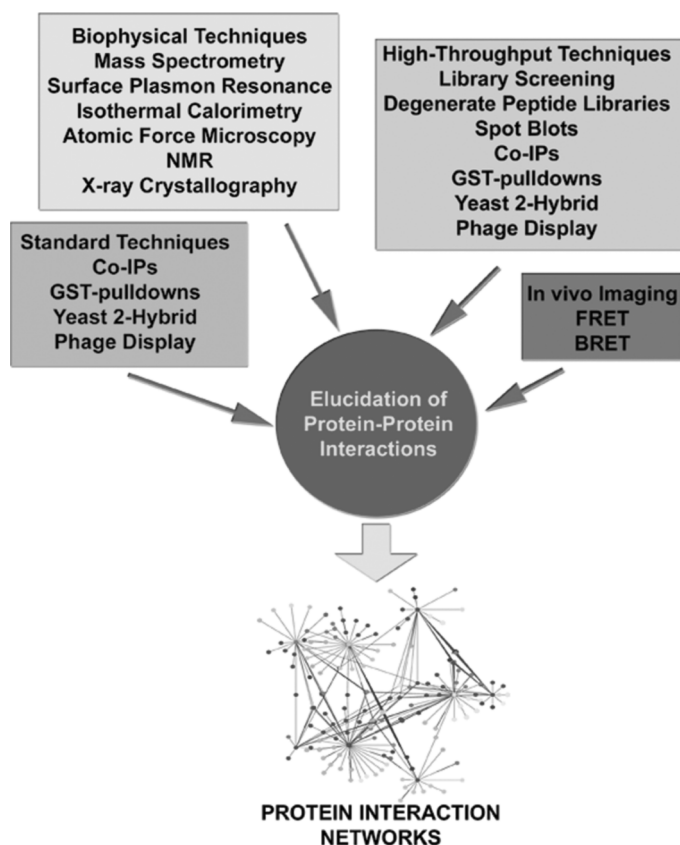 Biophysical Techniques
Mass Spectrometry
Surface Plasmon Resonance
Isothermal Calorimetry
Atomic Force Microscopy
NMR
X-ray Crystallography
High-Throughput Techniques
Library Screening
Degenerate Peptide Libraries
Spot Blots
Co-IPs
GST-pulldowns
Yeast 2-Hybrid
Phage Display
Standard Techniques
Co-IPs
GST-pulldowns
Yeast 2-Hybrid
Phage Display
In vivo Imaging
FRET
BRET
Elucidation of
Protein-Protein
Interactions
PROTEIN INTERACTION
NETWORKS